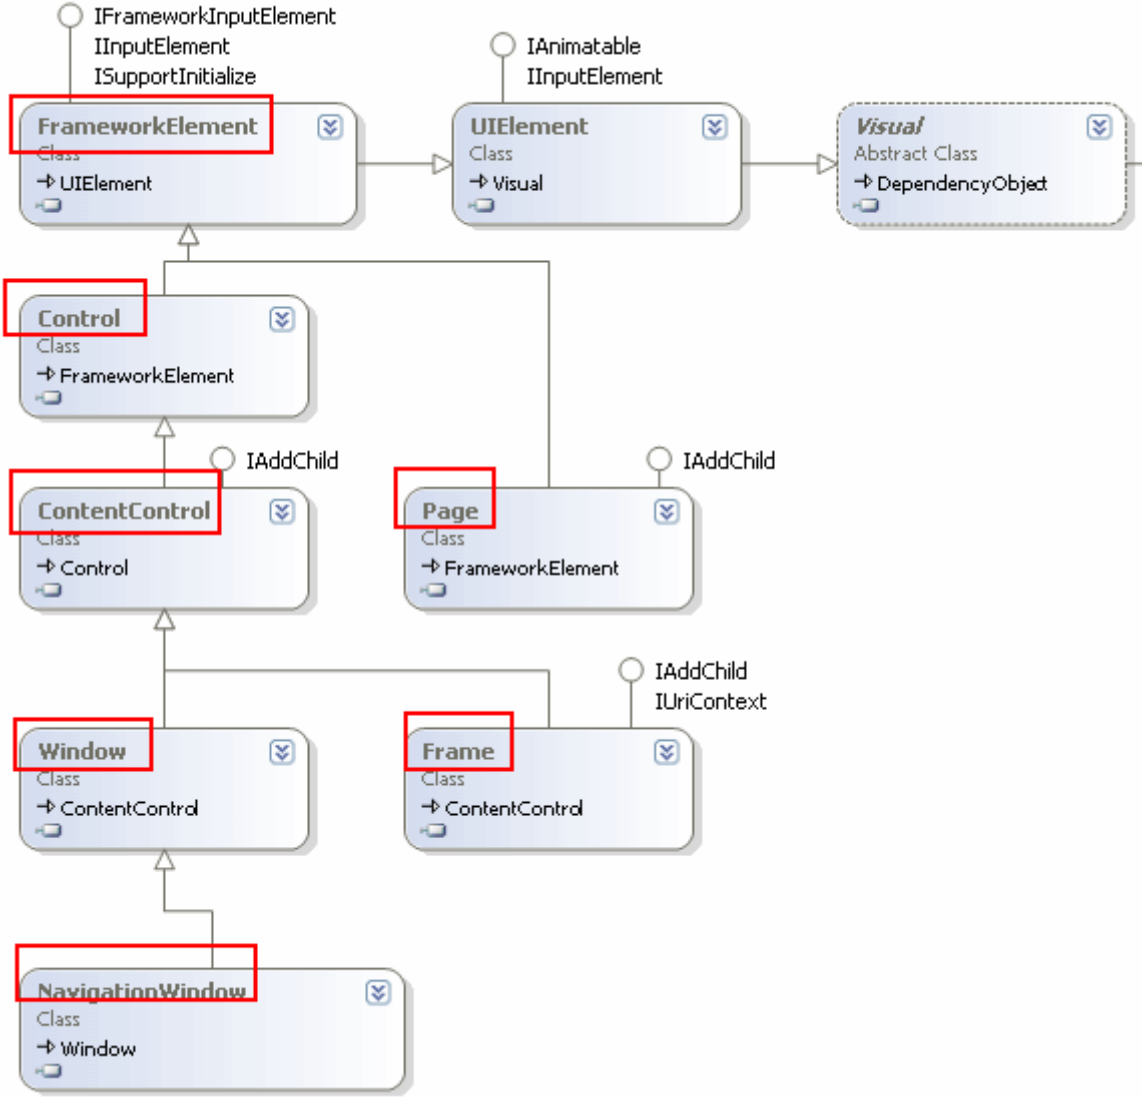 IFrameworkInputElement
IInputElement
ISupportInitialize
IAnimatable
IInputElement
FrameworkElement
Class
UIElement
UIElement
Class
Visual
Visual
Abstract Class
DependencyObject
Control
Class
FrameworkElement
IAddChild
ContentControl
Class
Control
IAddChild
Page
Class
FrameworkElement
Window
Class
ContentControl
IAddChild
IUriContext
Frame
Class
ContentControl
NavigationWindow
Class
Window